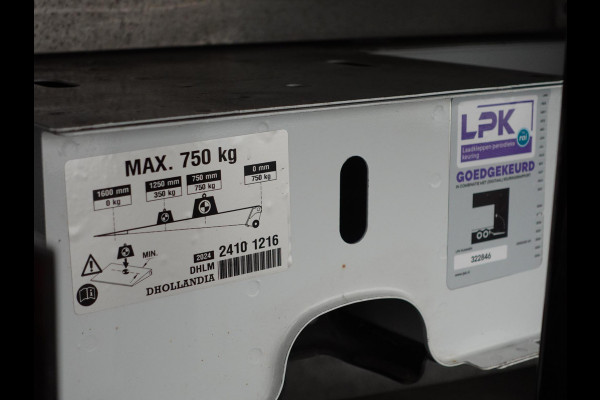 MAX. 750 kg
1600 mm
0 kg
1250 mm
350 kg
750 mm
750 kg
0 mm
750 kg
MIN.
2024 2410 1216
DHLM
DHOLLANDIA
LPK
Laadkleppen periodieke
keuring
GOEDGEKEURD
322846